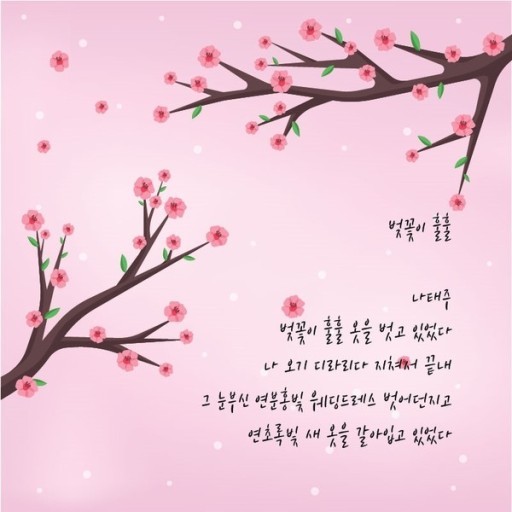 벚꽃이 훌훌
나태주
벚꽃이 훌훌 옷을 벗고 있었다
나 오기 디라리다 지쳐서 끝내
그 눈부신 연분홍빛 웨딩드레스 벗어던지고
연초록빛 새 옷을 갈아입고 있었다